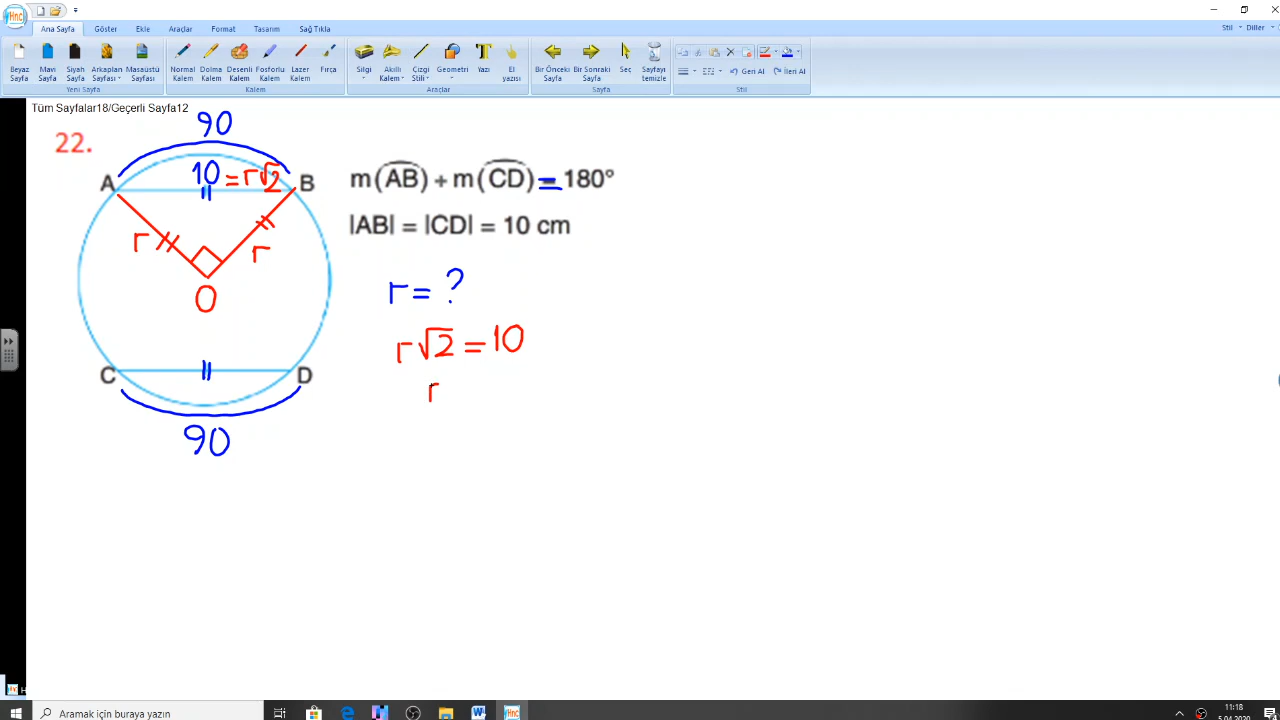 yHnc
Ana Sayfa Göster Ekle Araçlar Format Tasarım Sağ Tıkla
Stil Diller
Beyaz Sayfa Mavi Sayfa Siyah Sayfa Arkaplan Sayfası Masaüstü Sayfası
Normal Kalem Dolma Kalem Desenli Kalem Fosforlu Kalem Lazer Kalem Fırça
Silgi Akıllı Kalem Çizgi Stili Geometri Yazı El yazısı
Bir Önceki Sayfa Bir Sonraki Sayfa Seç Sayfayı temizle
Geri Al İleri Al
Yeni Sayfa Kalem Araçlar Sayfa Stil
Tüm Sayfalar18/Geçerli Sayfa12
22.
90
10 = r√2
A B
m(AB) + m(CD) = 180°
|AB| = |CD| = 10 cm
r r
O
r = ?
r√2 = 10
r
C D
90
Aramak için buraya yazın
11:18
5.04.2020